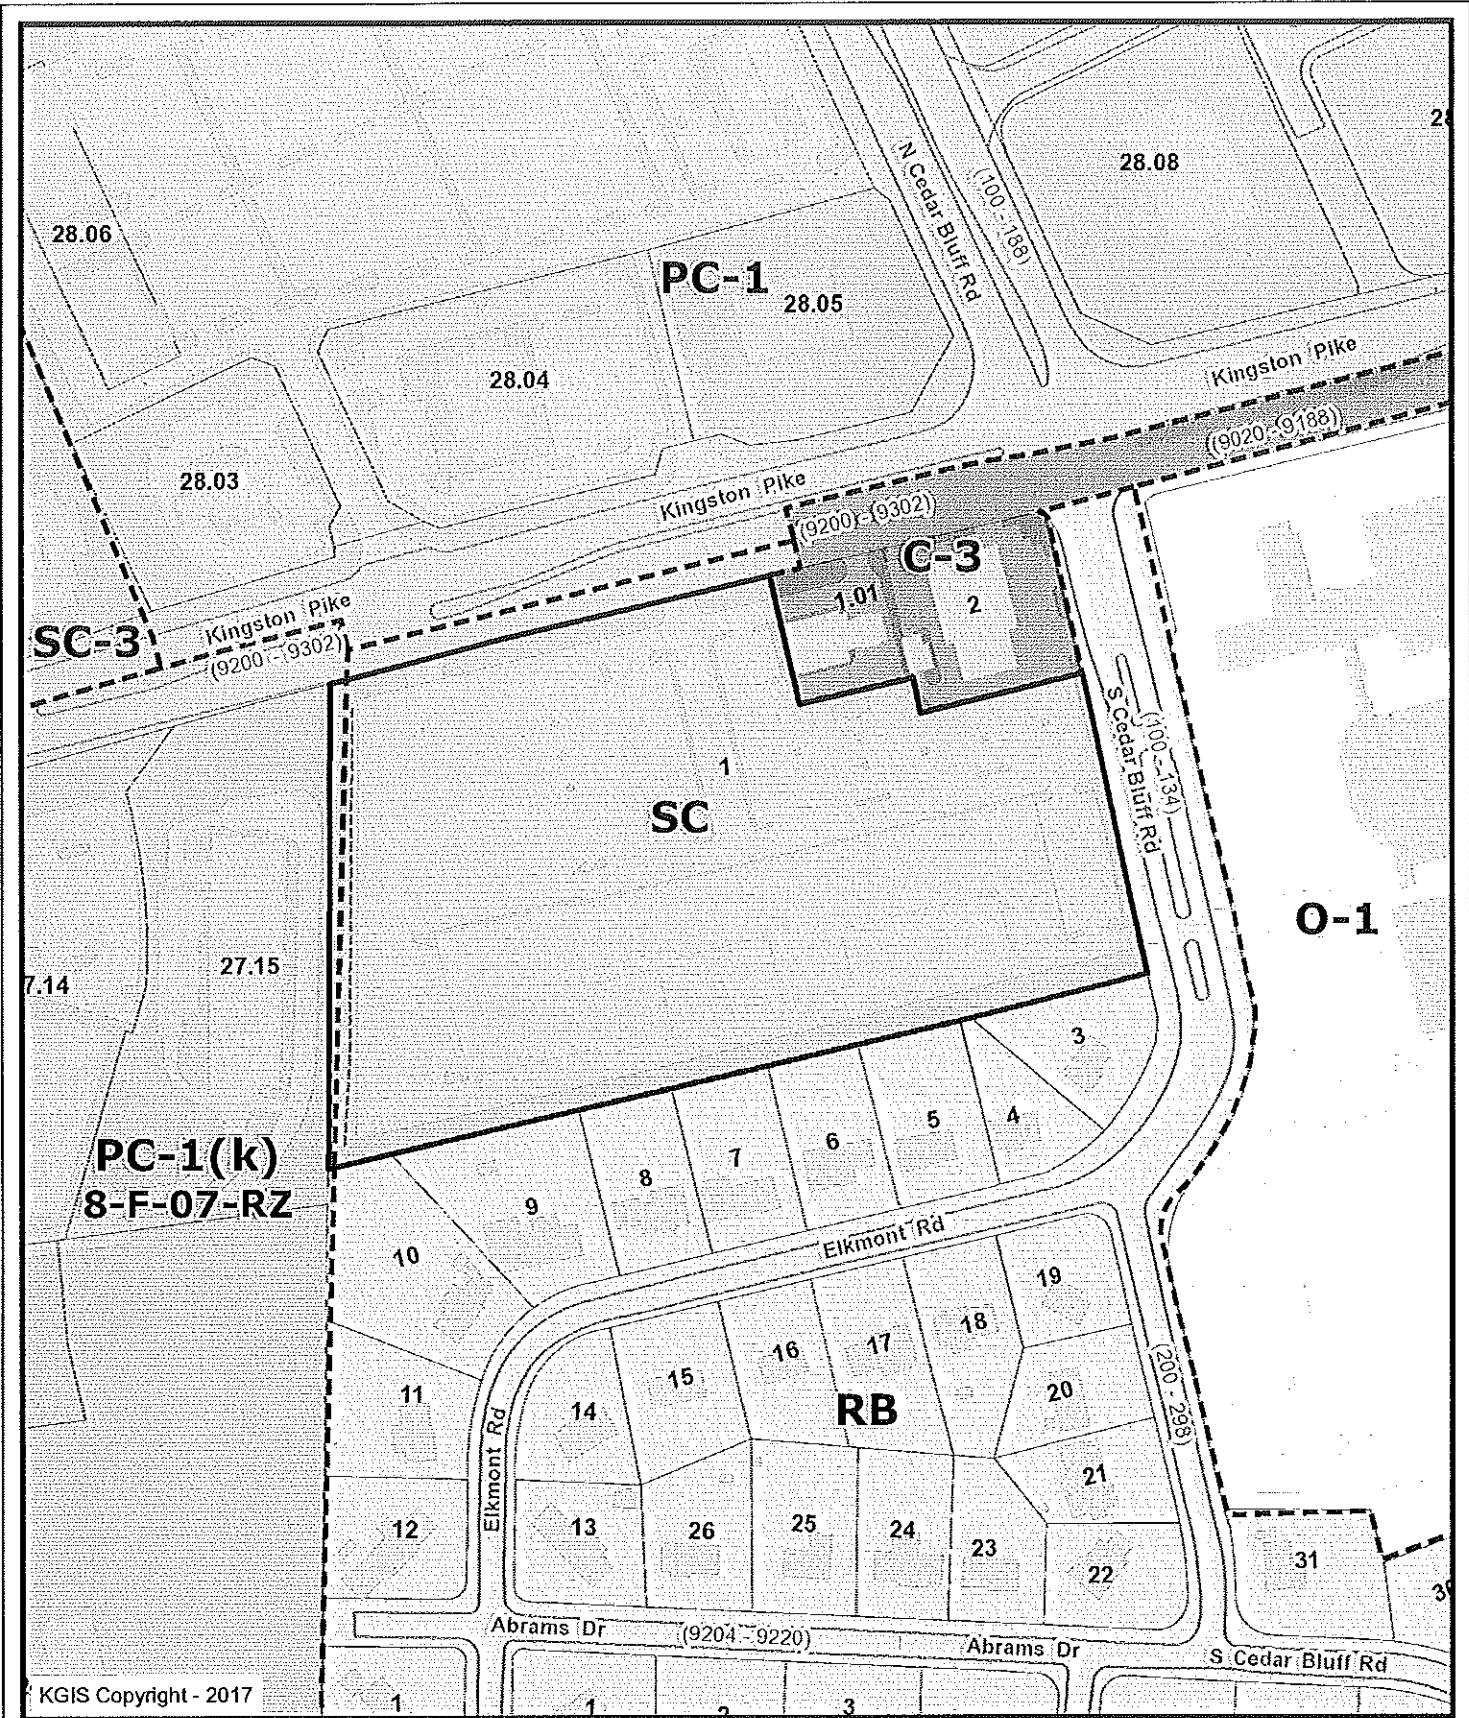 28
28.08
N Cedar Bluff Rd
(100 - 188)
28.06
PC-1
28.05
28.04
Kingston Pike
(9020 - 9188)
28.03
Kingston Pike
(9200 - 9302)
C-3
1.01
2
Kingston Pike
SC-3
(9200 - 9302)
1
SC
S Cedar Bluff Rd
(100 - 134)
O-1
27.15
7.14
3
4
5
6
7
8
9
10
PC-1(k)
8-F-07-RZ
Elkmont Rd
19
18
17
16
15
RB
20
(200 - 298)
11
14
Elkmont Rd
21
12
13
26
25
24
23
22
31
Abrams Dr
(9204 - 9220)
Abrams Dr
S Cedar Bluff Rd
KGIS Copyright - 2017
1
1
2
3